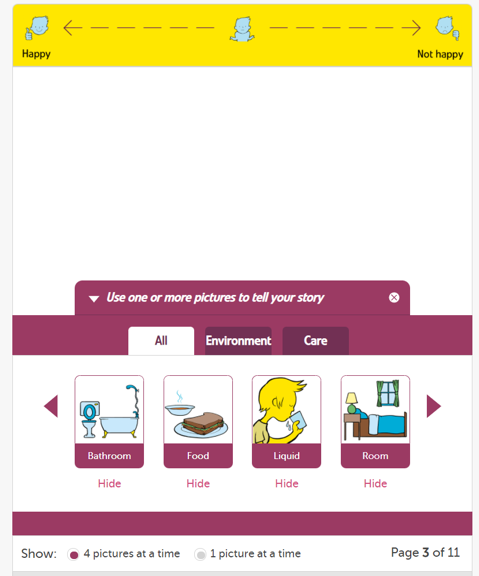 Happy
Not happy
Use one or more pictures to tell your story
All Environment Care
Bathroom Food Liquid Room
Hide Hide Hide Hide
Show: 4 pictures at a time 1 picture at a time Page 3 of 11